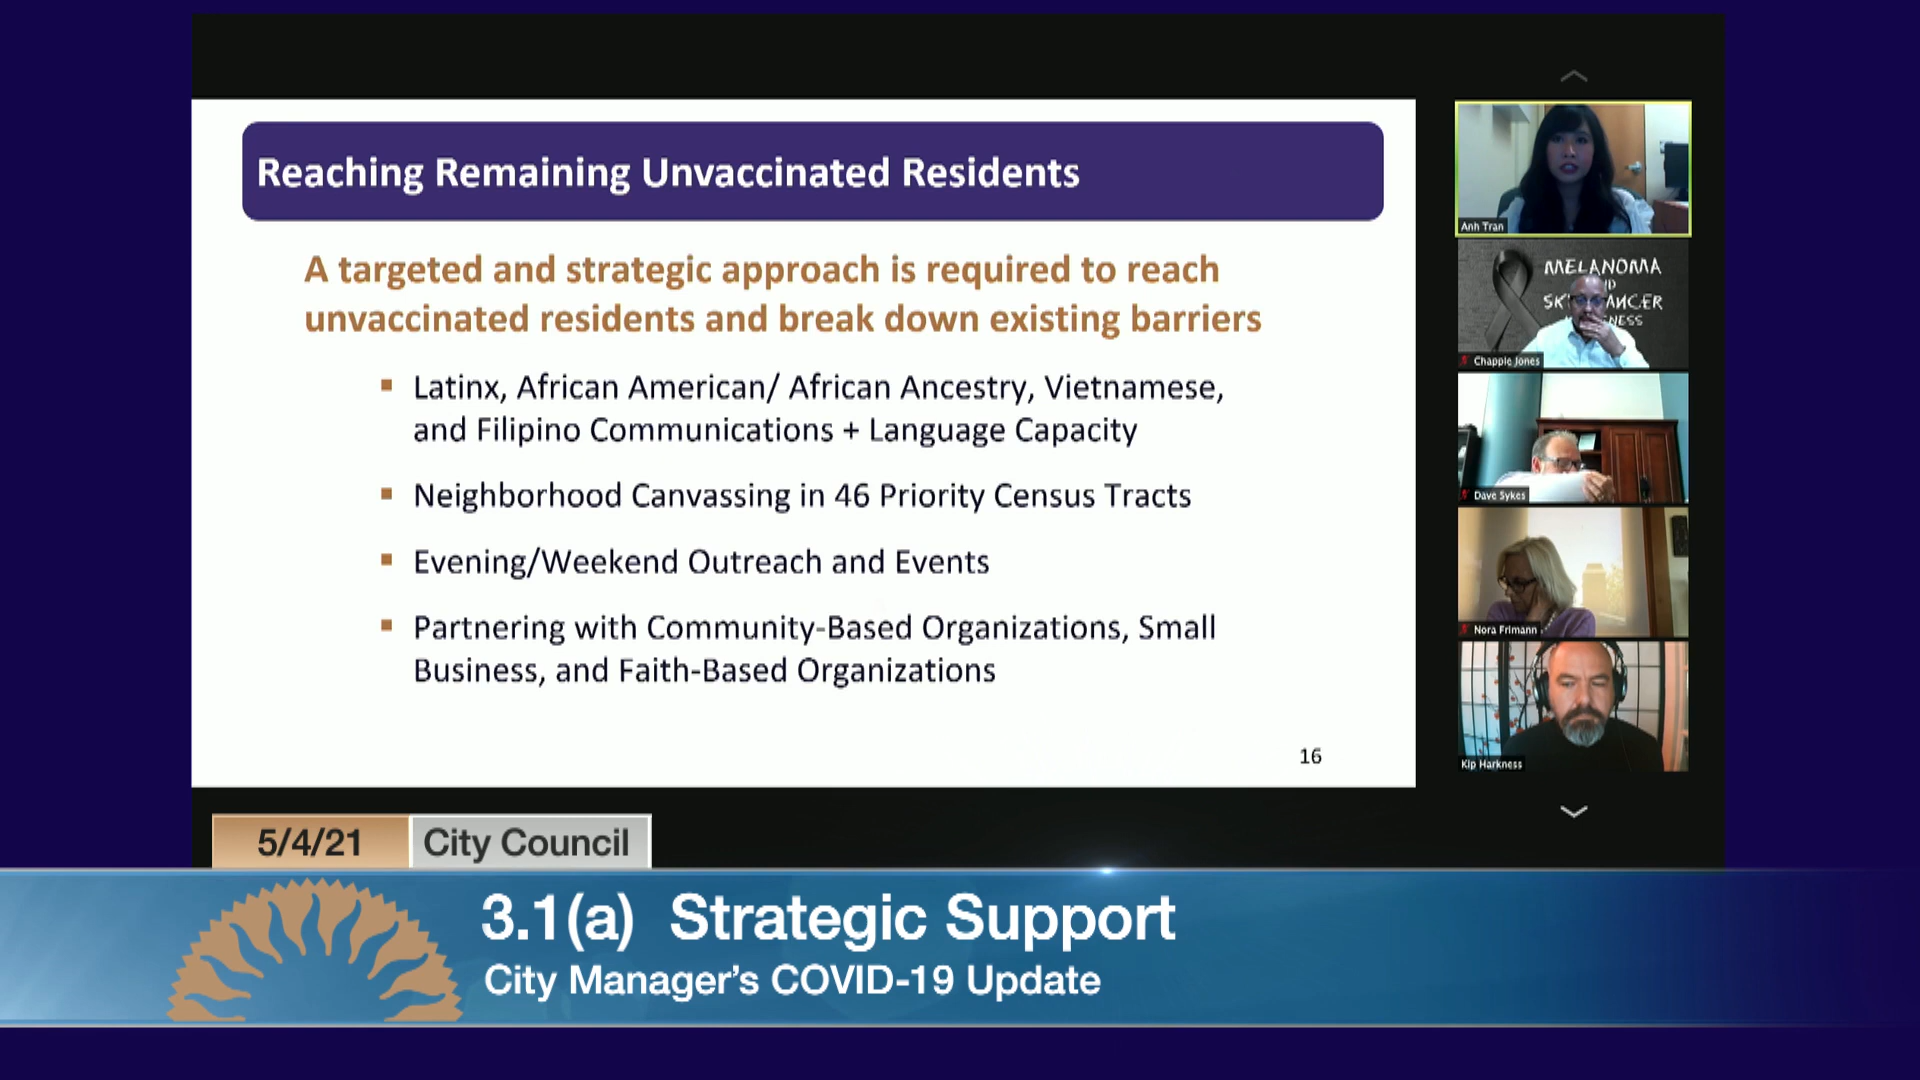 Reaching Remaining Unvaccinated Residents
A targeted and strategic approach is required to reach
unvaccinated residents and break down existing barriers
Latinx, African American/ African Ancestry, Vietnamese,
and Filipino Communications + Language Capacity
Neighborhood Canvassing in 46 Priority Census Tracts
Evening/Weekend Outreach and Events
Partnering with Community-Based Organizations, Small
Business, and Faith-Based Organizations
16
Anh Tran
MELANOMA
Chappie Jones
Dave Sykes
Nora Frimann
Kip Harkness
5/4/21
City Council
3.1(a) Strategic Support
City Manager's COVID-19 Update